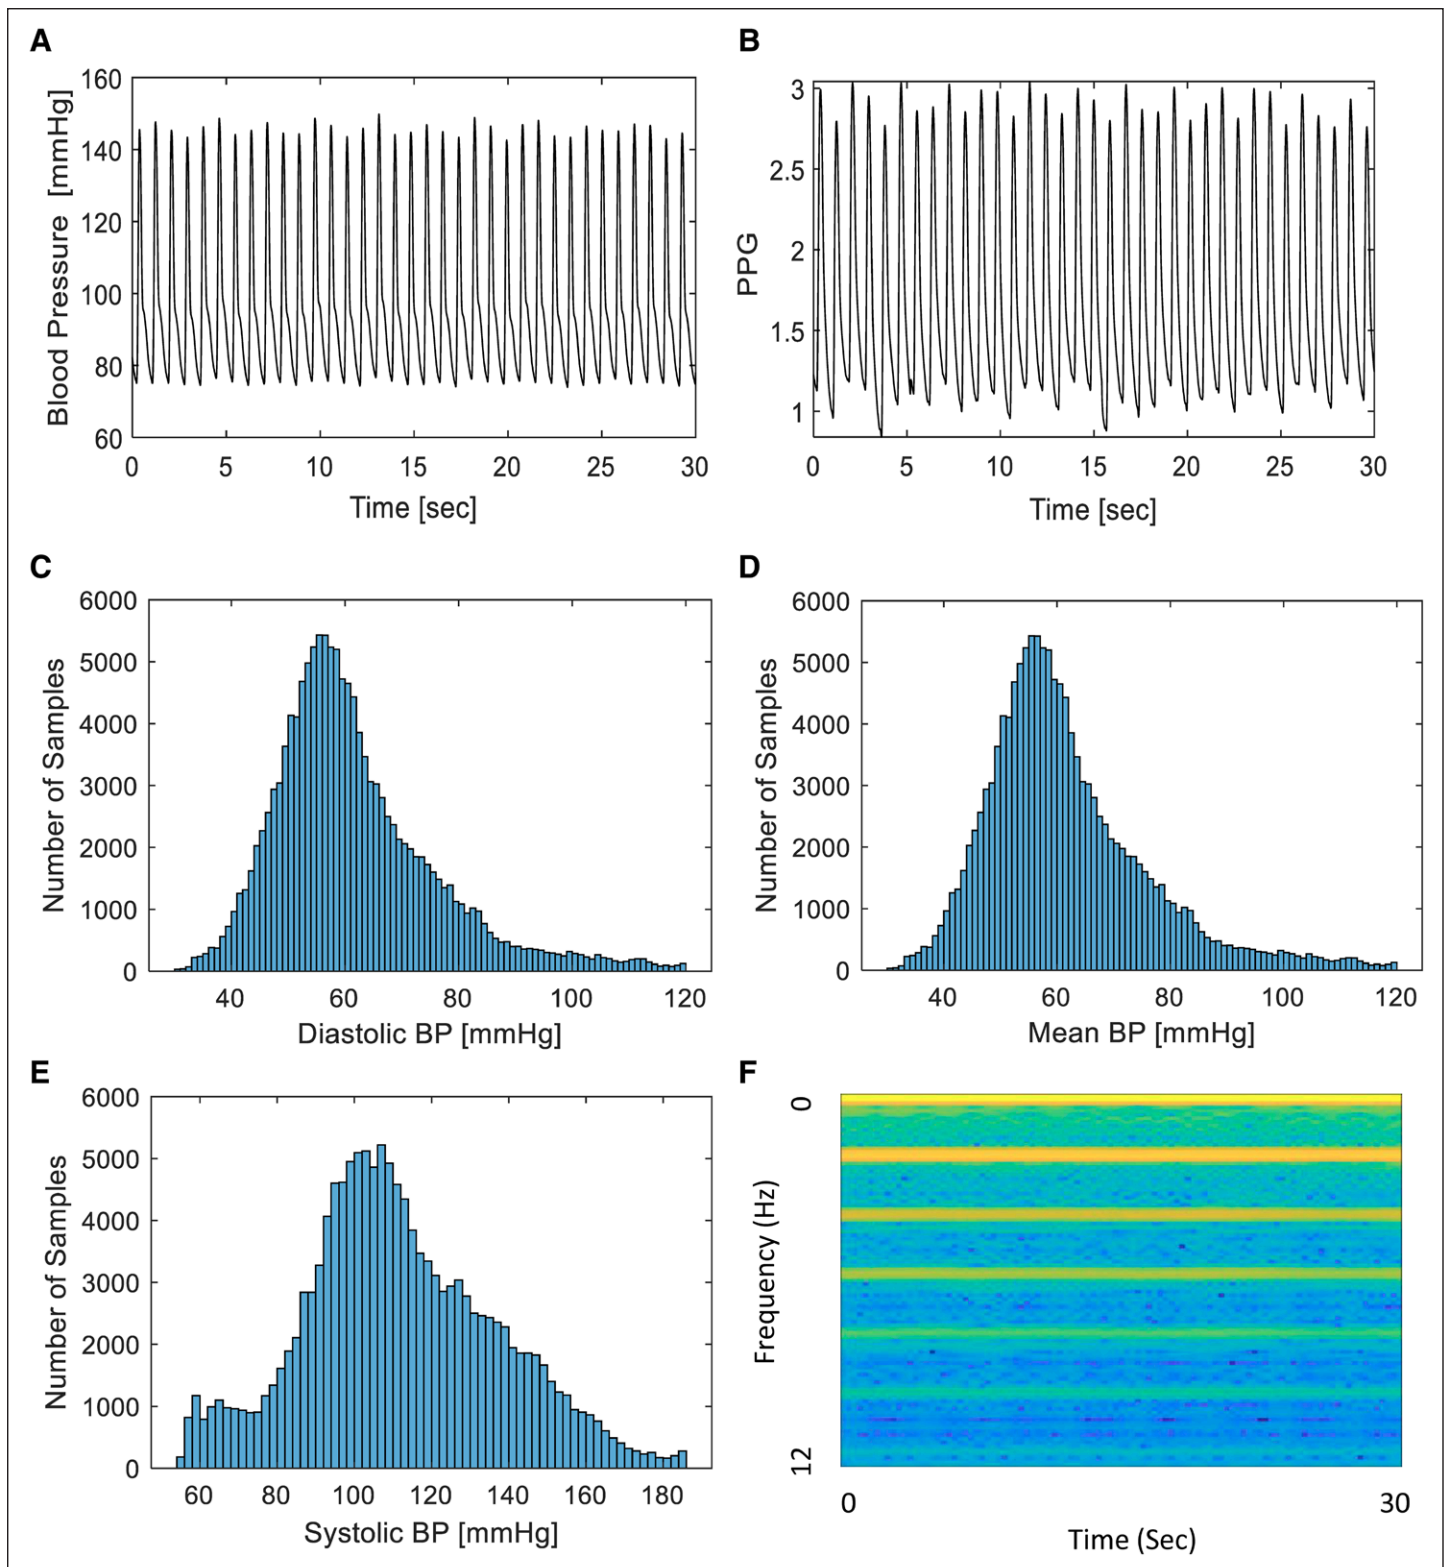 A
B
160
140
120
100
80
60
Blood Pressure [mmHg]
0 5 10 15 20 25 30
Time [sec]
3
2.5
2
1.5
1
PPG
0 5 10 15 20 25 30
Time [sec]
C
D
6000
5000
4000
3000
2000
1000
0
Number of Samples
40 60 80 100 120
Diastolic BP [mmHg]
6000
5000
4000
3000
2000
1000
0
Number of Samples
40 60 80 100 120
Mean BP [mmHg]
E
F
6000
5000
4000
3000
2000
1000
0
Number of Samples
60 80 100 120 140 160 180
Systolic BP [mmHg]
0
Frequency (Hz)
12
0 30
Time (Sec)